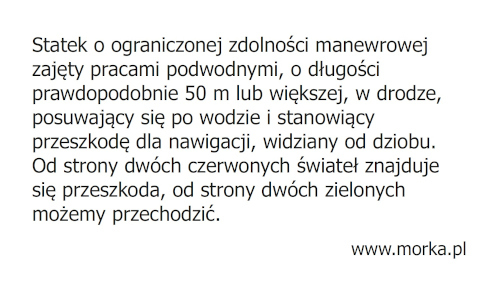 Statek o ograniczonej zdolności manewrowej
zajęty pracami podwodnymi, o długości
prawdopodobnie 50 m lub większej, w drodze,
posuwający się po wodzie i stanowiący
przeszkodę dla nawigacji, widziany od dziobu.
Od strony dwóch czerwonych świateł znajduje
się przeszkoda, od strony dwóch zielonych
możemy przechodzić.
www.morka.pl